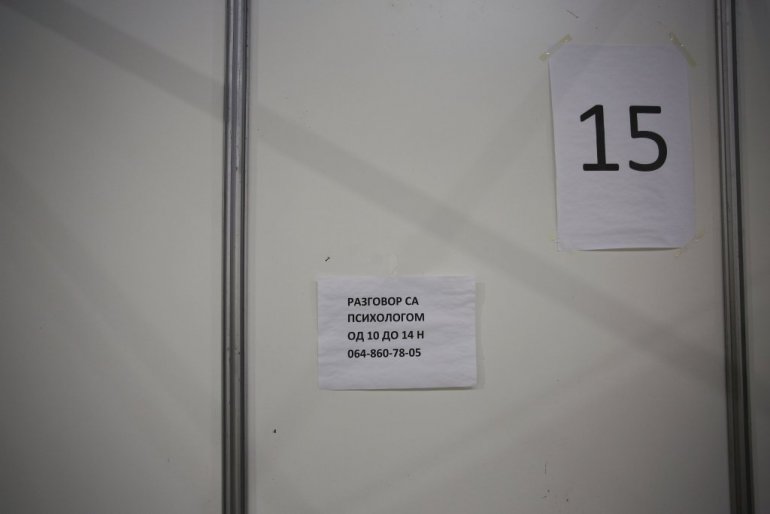 15
РАЗГОВОР СА
ПСИХОЛОГОМ
ОД 10 ДО 14 Н
064-860-78-05